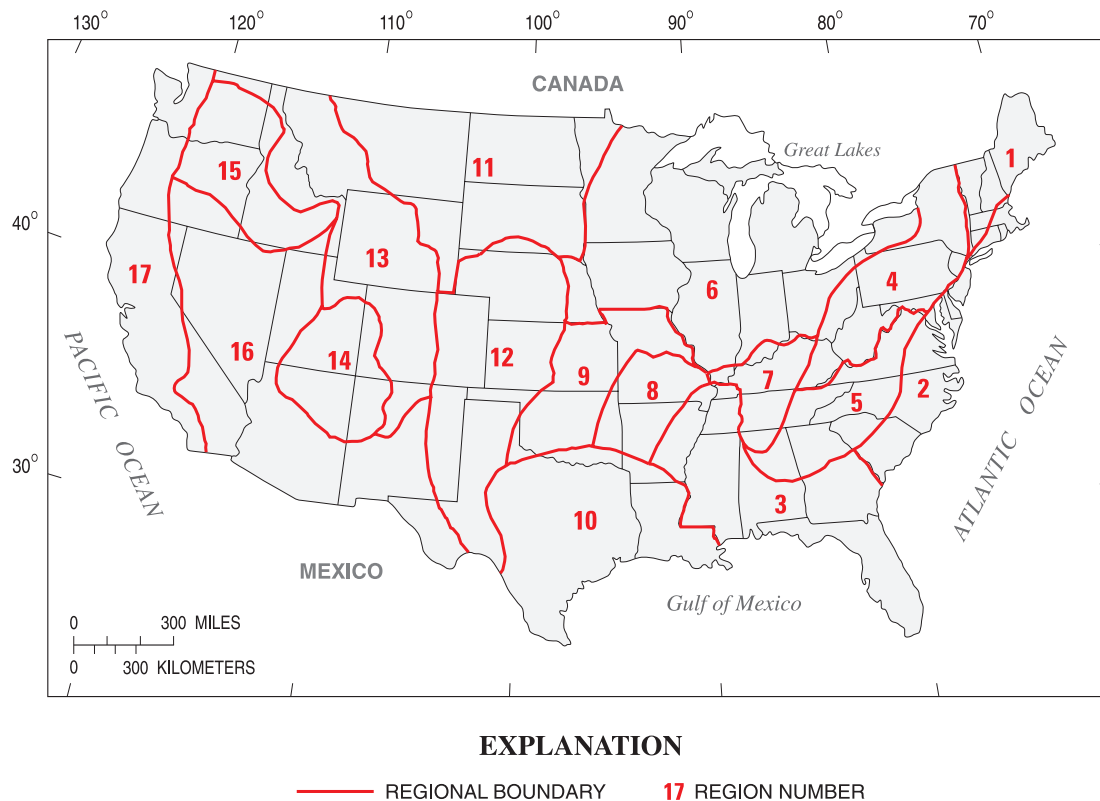 130° 120° 110° 100° 90° 80° 70°
CANADA
Great Lakes
1
11
15
40°
13
17
4
6
16
14
12
9
8
7
2
5
PACIFIC OCEAN
ATLANTIC OCEAN
30°
3
10
MEXICO
Gulf of Mexico
0 300 MILES
0 300 KILOMETERS
EXPLANATION
REGIONAL BOUNDARY 17 REGION NUMBER